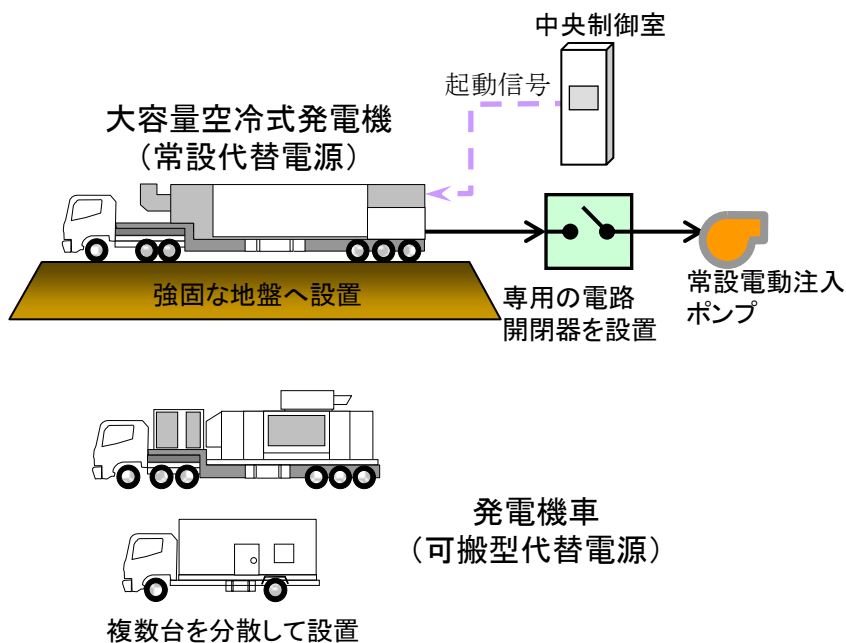 中央制御室
起動信号
大容量空冷式発電機
（常設代替電源）
強固な地盤へ設置
専用の電路
開閉器を設置
常設電動注入
ポンプ
発電機車
（可搬型代替電源）
複数台を分散して設置